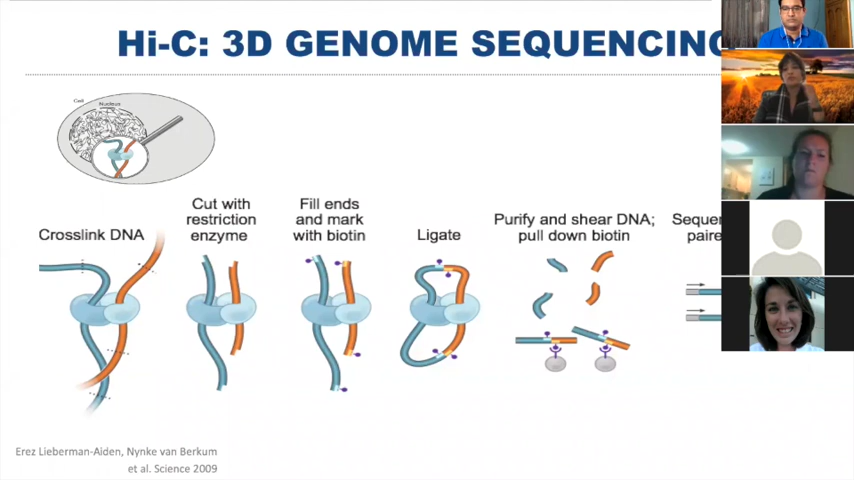 Hi-C: 3D GENOME SEQUENCING
Nucleus
Crosslink DNA
Cut with
restriction
enzyme
Fill ends
and mark
with biotin
Ligate
Purify and shear DNA;
pull down biotin
Sequen
paire
Erez Lieberman-Aiden, Nynke van Berkum
et al. Science 2009